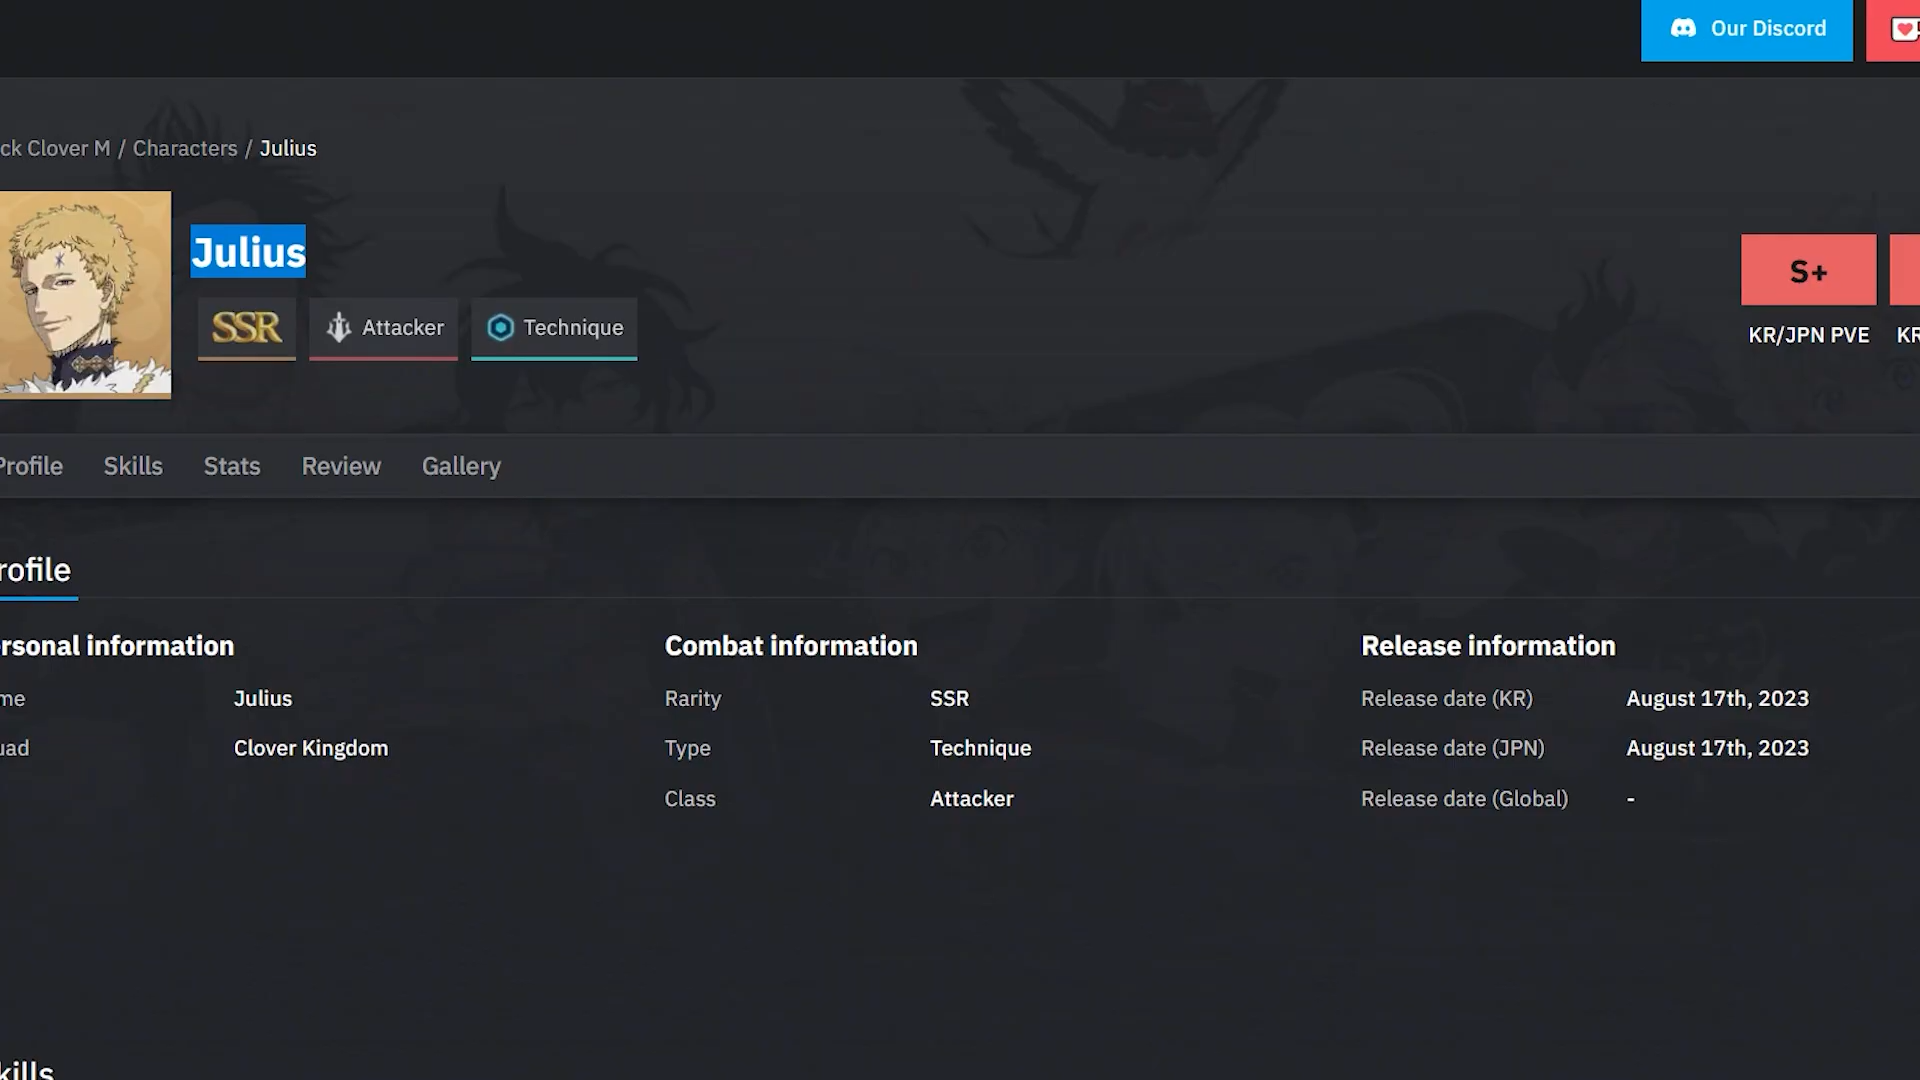 Our Discord
ck Clover M / Characters / Julius
Julius
SSR
Attacker
Technique
S+
KR/JPN PVE
KR
Profile
Skills
Stats
Review
Gallery
rofile
rsonal information
Combat information
Release information
me
Julius
Rarity
SSR
Release date (KR)
August 17th, 2023
uad
Clover Kingdom
Type
Technique
Release date (JPN)
August 17th, 2023
Class
Attacker
Release date (Global)
-
kills